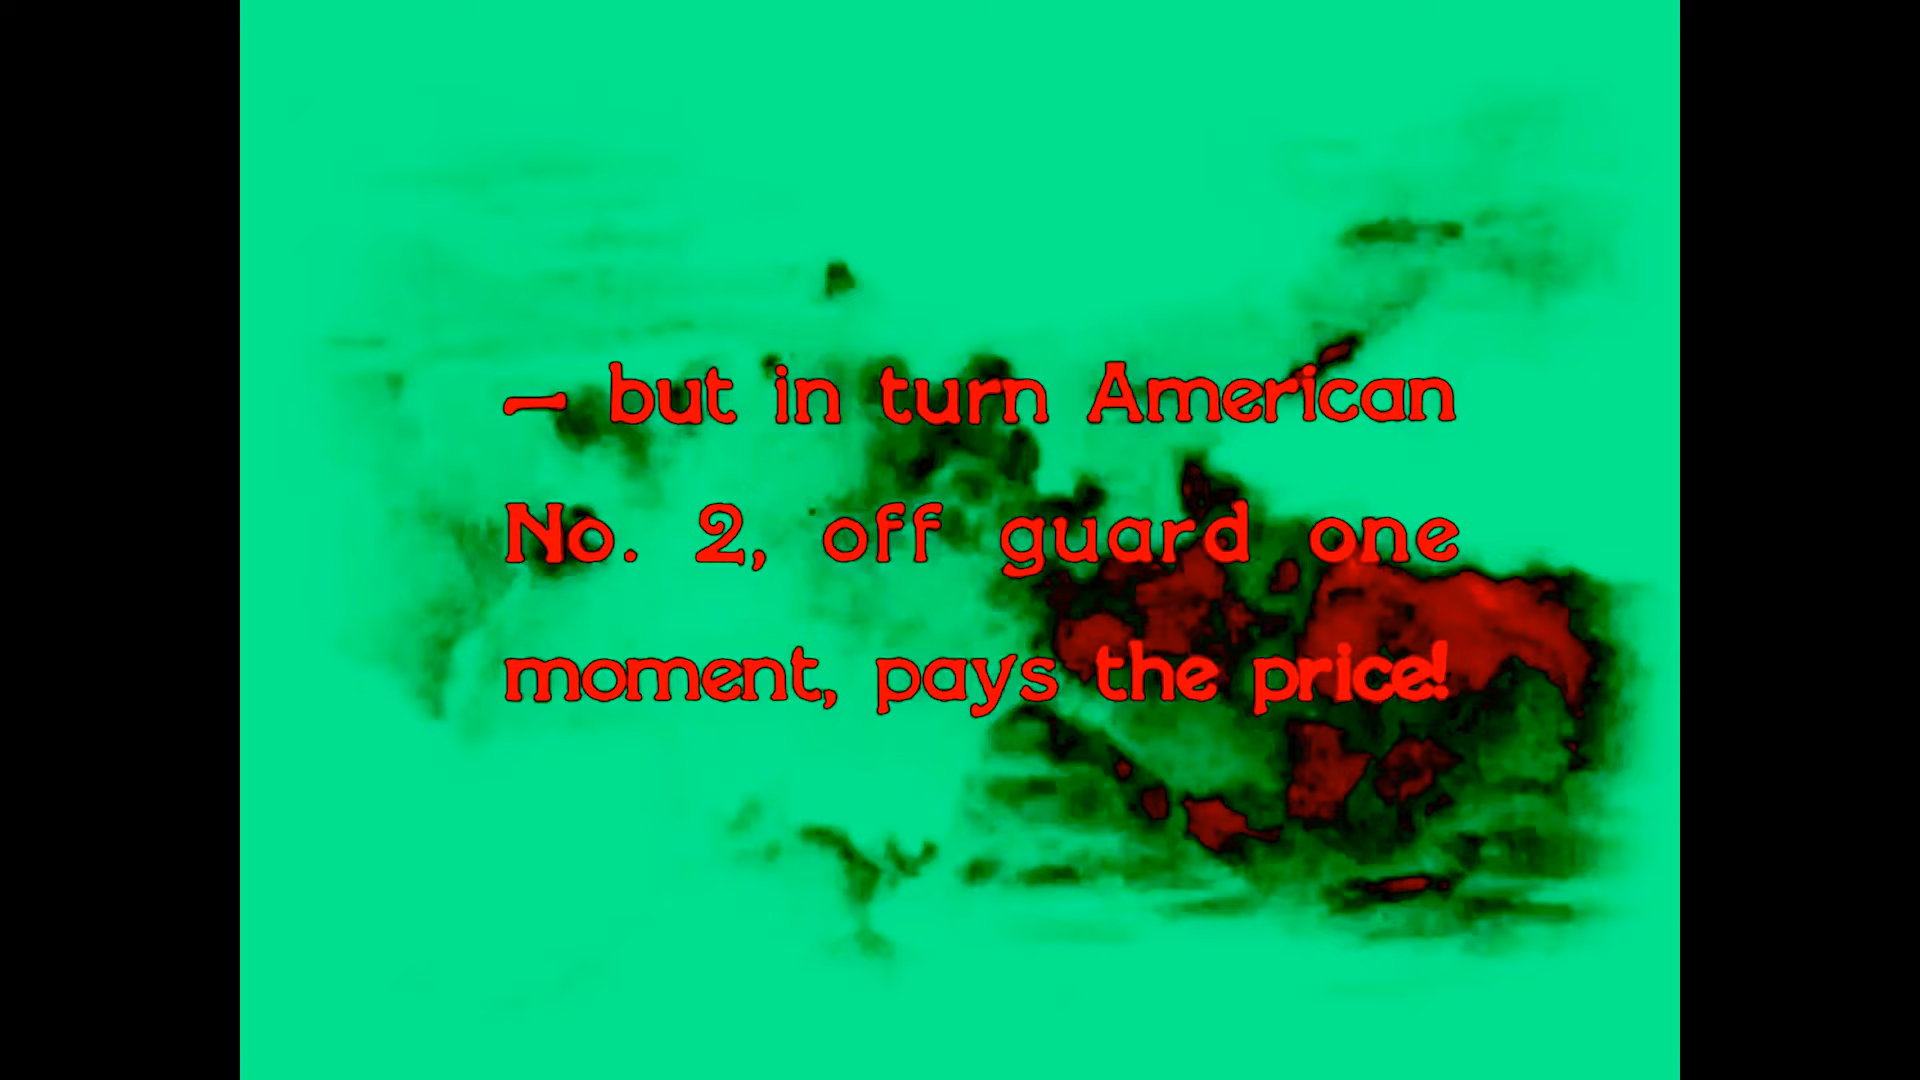 — but in turn American
No. 2, off guard one
moment, pays the price!